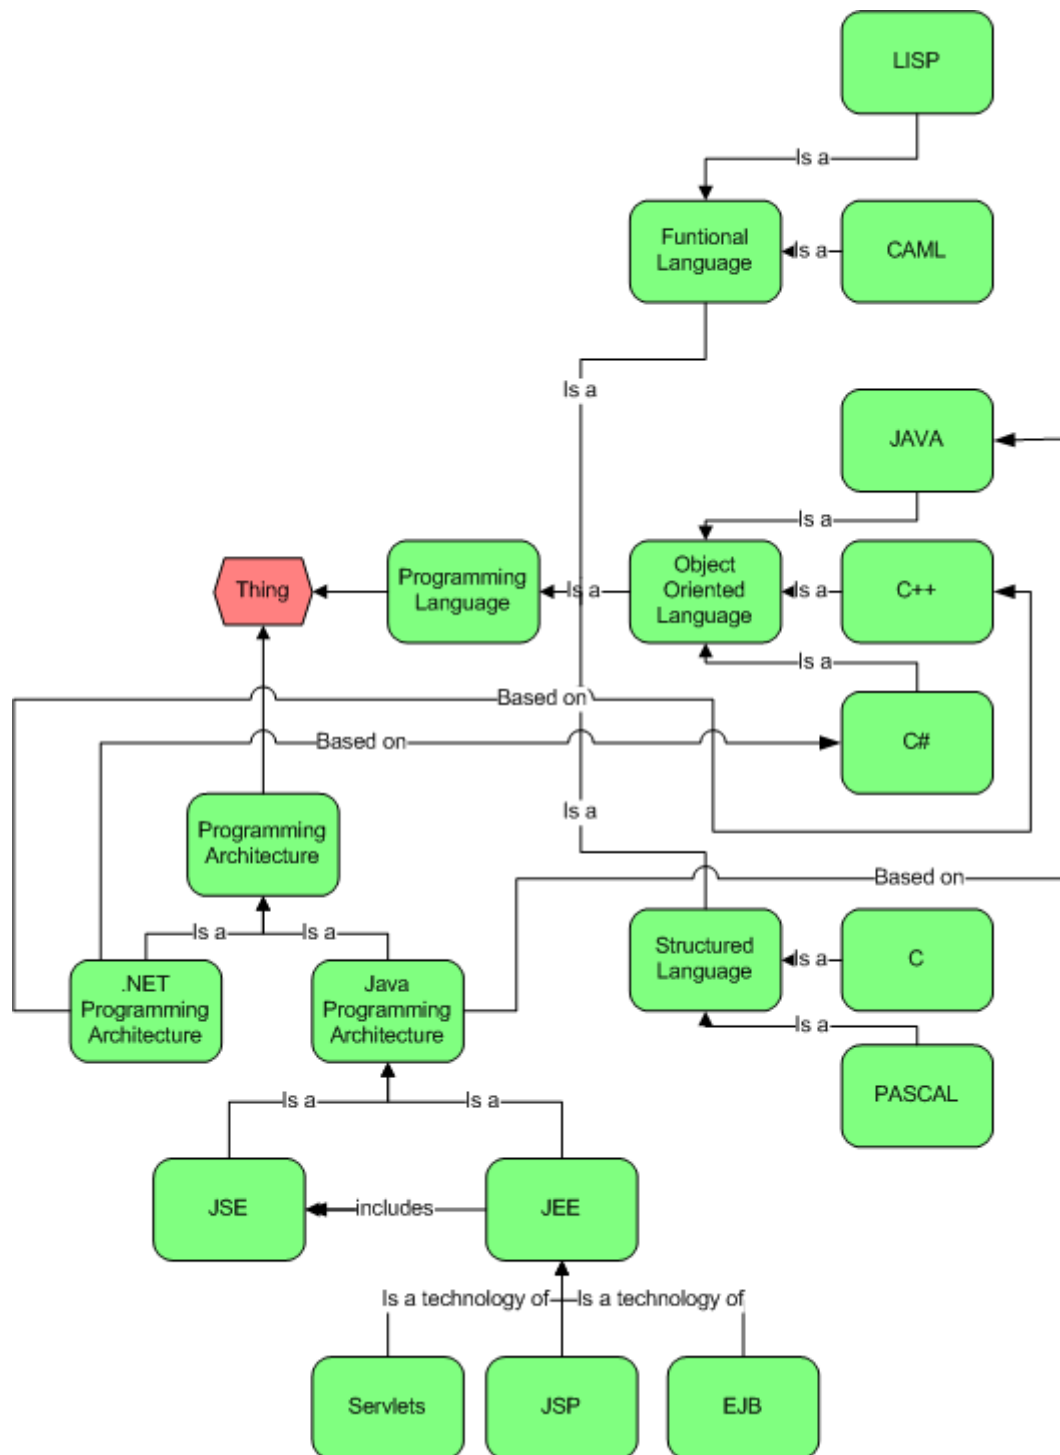 LISP
Is a
Funtional
Language
Is a
CAML
Is a
JAVA
Is a
Thing
Programming
Language
Is a
Object
Oriented
Language
Is a
C++
Is a
Based on
C#
Based on
Programming
Architecture
Is a
Based on
Is a
Is a
.NET
Programming
Architecture
Java
Programming
Architecture
Structured
Language
Is a
C
Is a
PASCAL
Is a
Is a
JSE
includes
JEE
Is a technology of
Is a technology of
Servlets
JSP
EJB